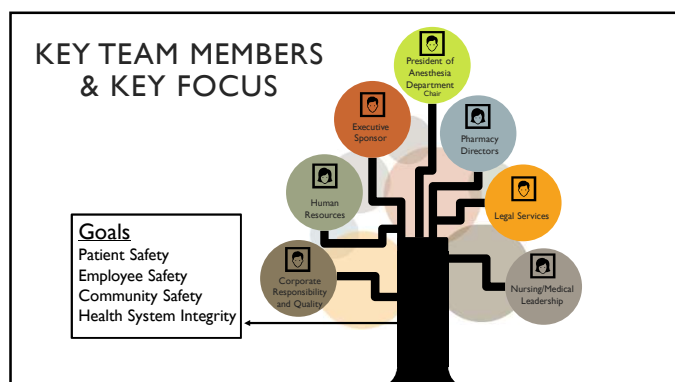 KEY TEAM MEMBERS
& KEY FOCUS
President of
Anesthesia
Department
Chair
Executive
Sponsor
Pharmacy
Directors
Human
Resources
Legal Services
Goals
Patient Safety
Employee Safety
Community Safety
Health System Integrity
Corporate
Responsibility
and Quality
Nursing/Medical
Leadership